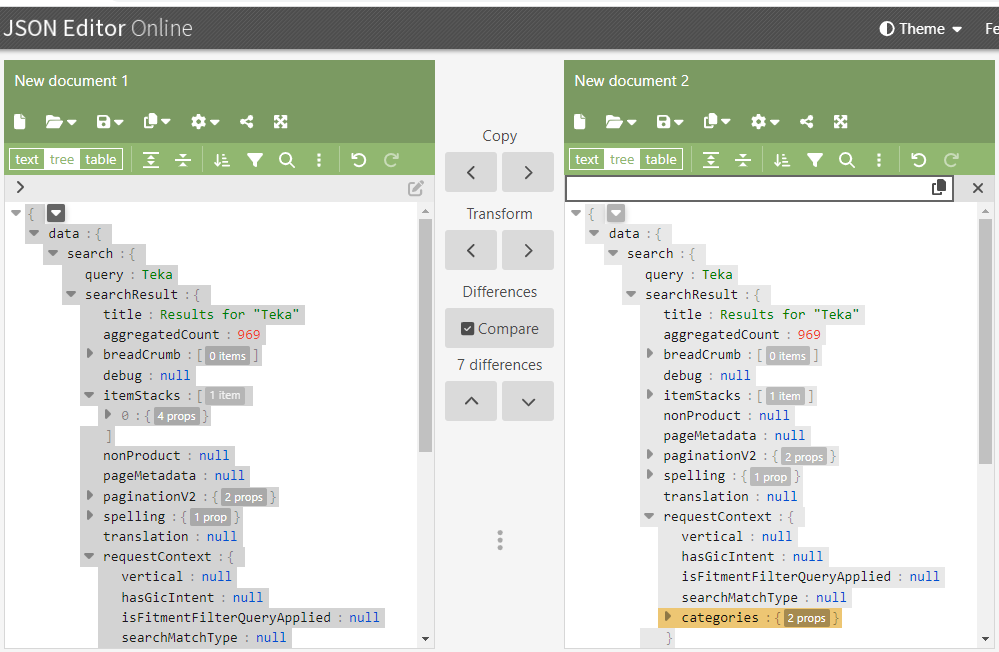 JSON Editor Online
Theme
Fe
New document 1
text tree table
{
data : {
search : {
query : Teka
searchResult : {
title : Results for "Teka"
aggregatedCount : 969
breadCrumb : [ 0 items ]
debug : null
itemStacks : [ 1 item
0 : { 4 props }
]
nonProduct : null
pageMetadata : null
paginationV2 : { 2 props }
spelling : { 1 prop }
translation : null
requestContext : {
vertical : null
hasGicIntent : null
isFitmentFilterQueryApplied : null
searchMatchType : null
Copy
Transform
Differences
Compare
7 differences
New document 2
text tree table
{
data : {
search : {
query : Teka
searchResult : {
title : Results for "Teka"
aggregatedCount : 969
breadCrumb : [ 0 items ]
debug : null
itemStacks : [ 1 item ]
nonProduct : null
pageMetadata : null
paginationV2 : { 2 props }
spelling : { 1 prop }
translation : null
requestContext : {
vertical : null
hasGicIntent : null
isFitmentFilterQueryApplied : null
searchMatchType : null
categories : { 2 props }
}